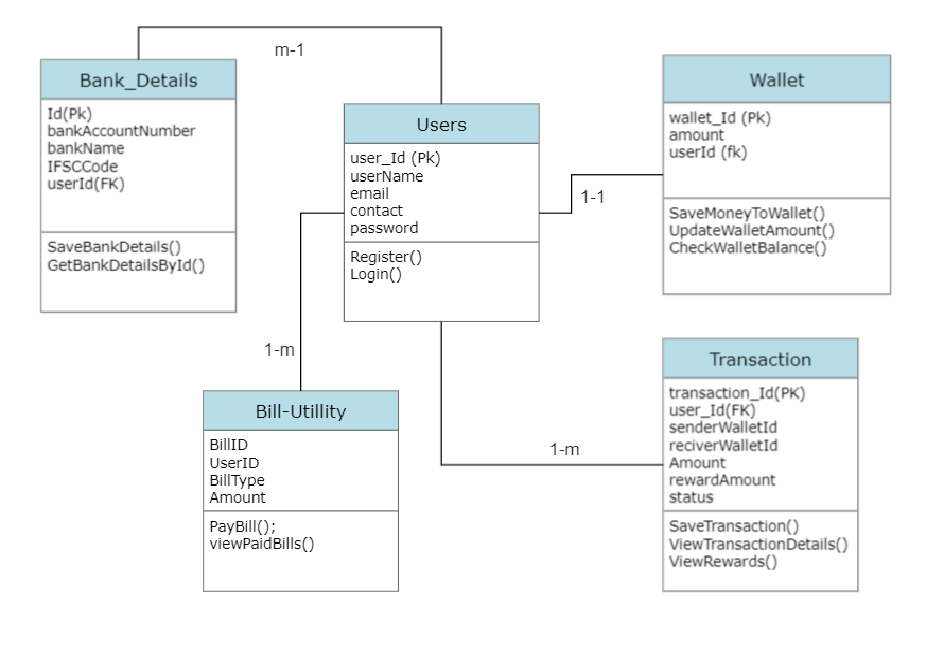 m-1
Bank_Details
Id(Pk)
bankAccountNumber
bankName
IFSCCode
userId(FK)
SaveBankDetails()
GetBankDetailsById()
Users
user_Id (Pk)
userName
email
contact
password
Register()
Login()
Wallet
wallet_Id (Pk)
amount
userId (fk)
SaveMoneyToWallet()
UpdateWalletAmount()
CheckWalletBalance()
1-1
1-m
Bill-Utillity
BillID
UserID
BillType
Amount
PayBill();
viewPaidBills()
1-m
Transaction
transaction_Id(PK)
user_Id(FK)
senderWalletId
reciverWalletId
Amount
rewardAmount
status
SaveTransaction()
ViewTransactionDetails()
ViewRewards()